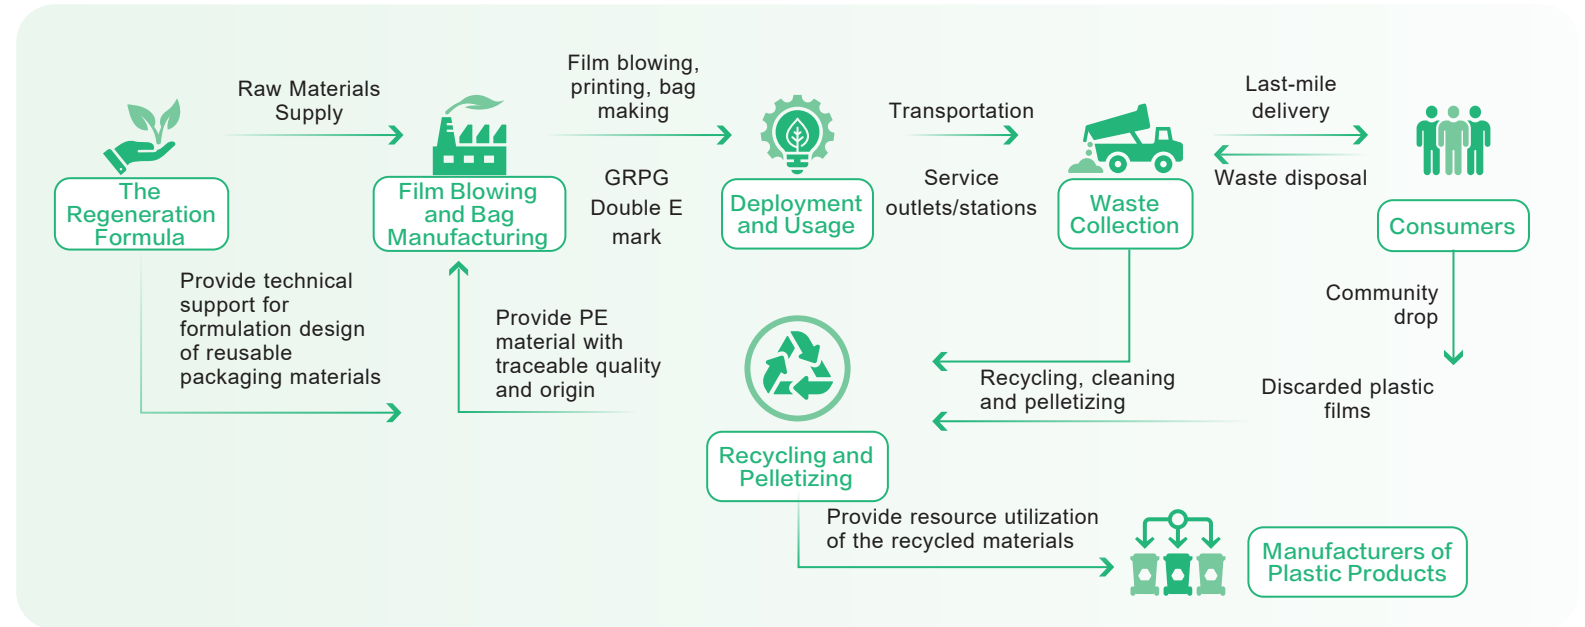 Raw Materials
Supply
Film blowing,
printing, bag
making
Transportation
Last-mile
delivery
GRPG
Double E
mark
Service
outlets/stations
Waste disposal
The
Regeneration
Formula
Film Blowing
and Bag
Manufacturing
Deployment
and Usage
Waste
Collection
Consumers
Provide technical
support for
formulation design
of reusable
packaging materials
Provide PE
material with
traceable quality
and origin
Community
drop
Recycling, cleaning
and pelletizing
Discarded plastic
films
Recycling and
Pelletizing
Provide resource utilization
of the recycled materials
Manufacturers of
Plastic Products